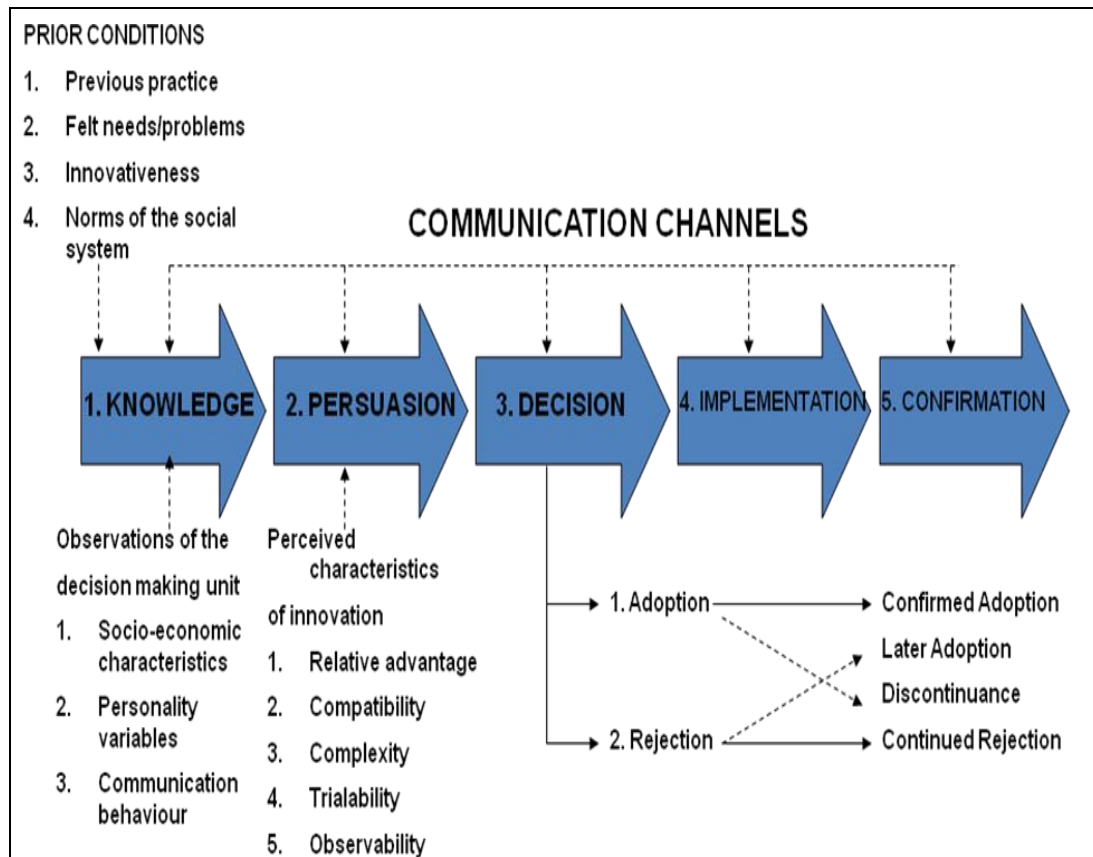 PRIOR CONDITIONS
1. Previous practice
2. Felt needs/problems
3. Innovativeness
4. Norms of the social
system
COMMUNICATION CHANNELS
1. KNOWLEDGE
2. PERSUASION
3. DECISION
4. IMPLEMENTATION
5. CONFIRMATION
Observations of the
decision making unit
1. Socio-economic
characteristics
2. Personality
variables
3. Communication
behaviour
Perceived
characteristics
of innovation
1. Relative advantage
2. Compatibility
3. Complexity
4. Trialability
5. Observability
1. Adoption
2. Rejection
Confirmed Adoption
Later Adoption
Discontinuance
Continued Rejection